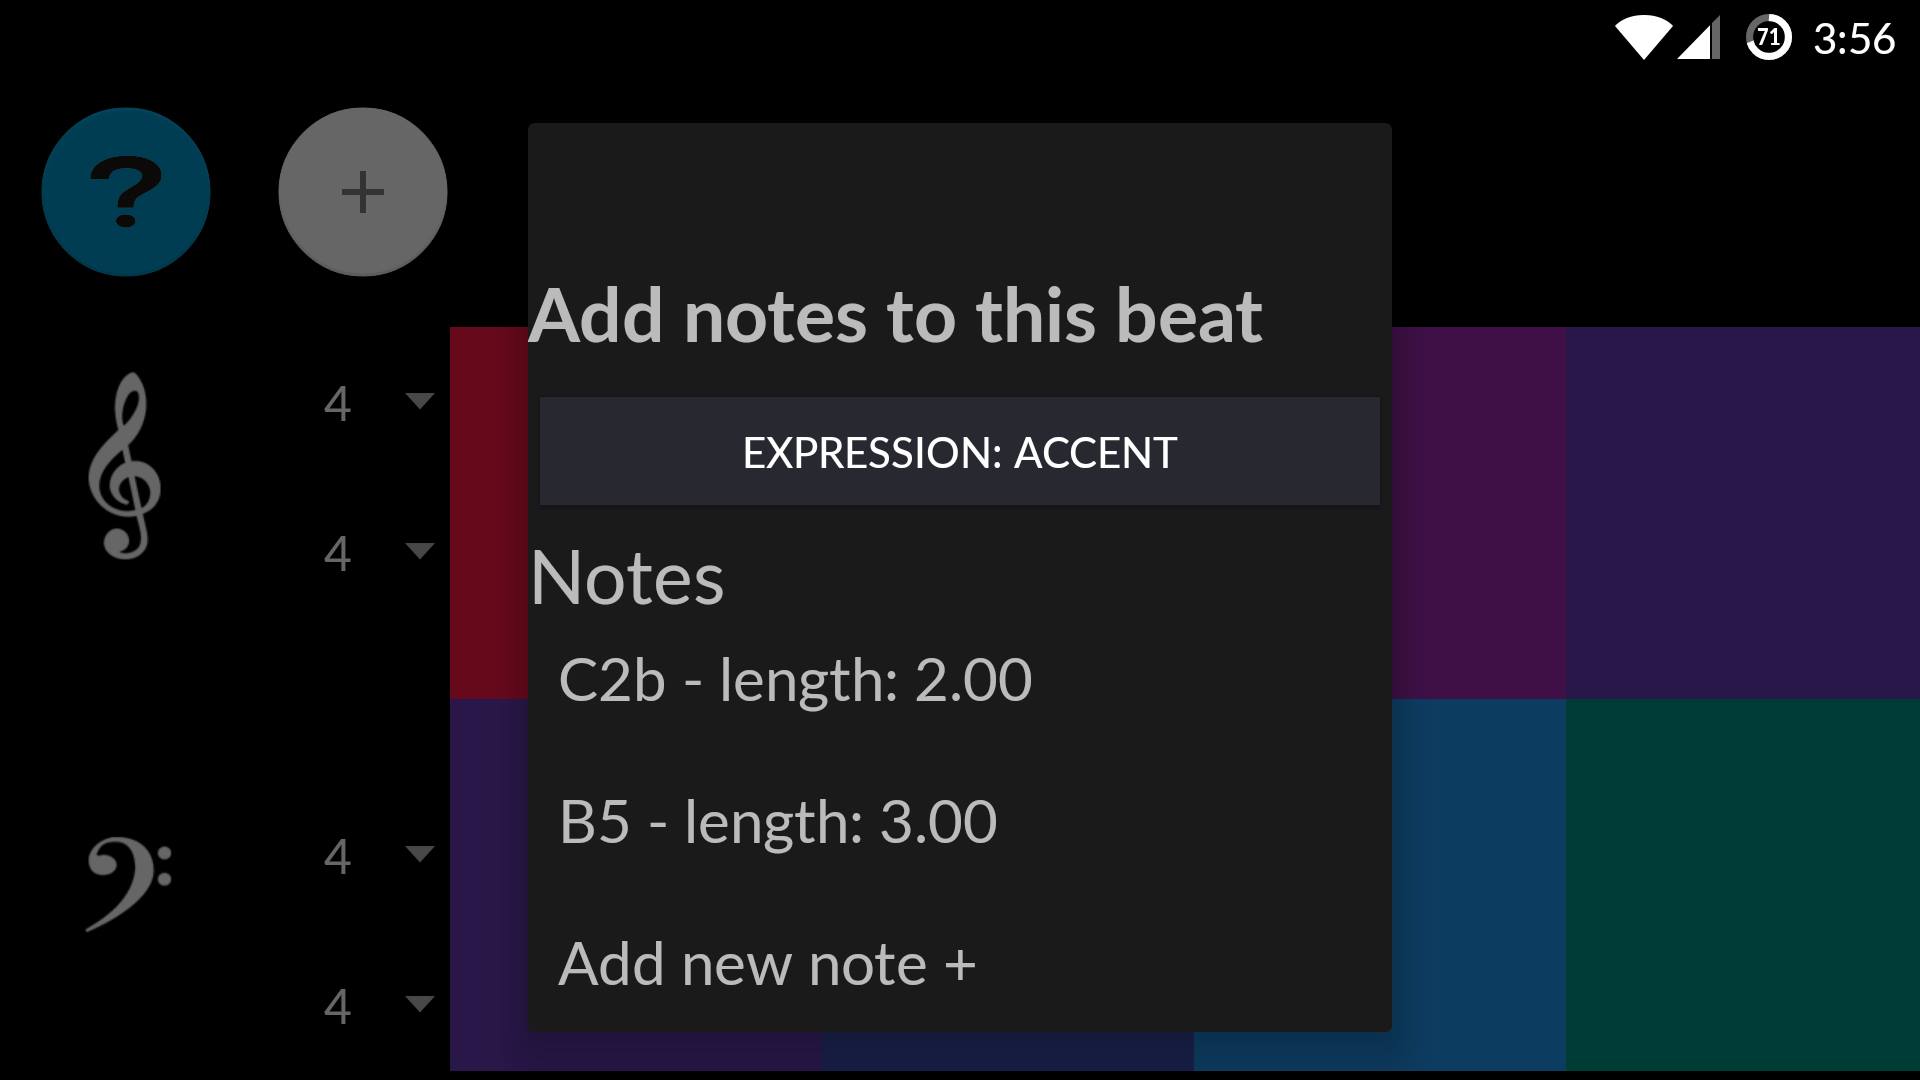 71 3:56
? +
Add notes to this beat
EXPRESSION: ACCENT
4
4
Notes
C2b - length: 2.00
B5 - length: 3.00
4
Add new note +
4